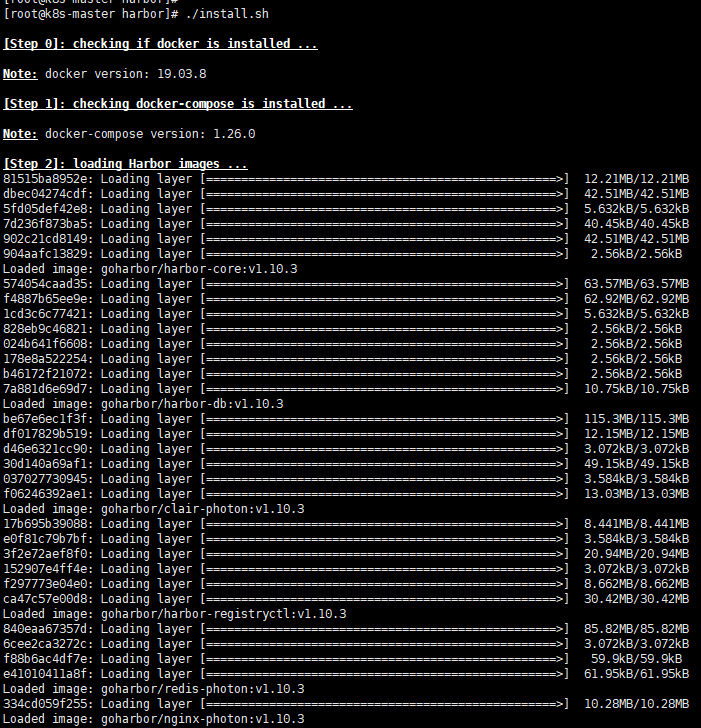 [root@k8s-master harbor]#
[root@k8s-master harbor]# ./install.sh
[Step 0]: checking if docker is installed ...
Note: docker version: 19.03.8
[Step 1]: checking docker-compose is installed ...
Note: docker-compose version: 1.26.0
[Step 2]: loading Harbor images ...
81515ba8952e: Loading layer [==================================================>]  12.21MB/12.21MB
dbec04274cdf: Loading layer [==================================================>]  42.51MB/42.51MB
5fd05def42e8: Loading layer [==================================================>]  5.632kB/5.632kB
7d236f873ba5: Loading layer [==================================================>]  40.45kB/40.45kB
902c21cd8149: Loading layer [==================================================>]  42.51MB/42.51MB
904aafc13829: Loading layer [==================================================>]   2.56kB/2.56kB
Loaded image: goharbor/harbor-core:v1.10.3
574054caad35: Loading layer [==================================================>]  63.57MB/63.57MB
f4887b65ee9e: Loading layer [==================================================>]  62.92MB/62.92MB
1cd3c6c77421: Loading layer [==================================================>]  5.632kB/5.632kB
828eb9c46821: Loading layer [==================================================>]   2.56kB/2.56kB
024b641f6608: Loading layer [==================================================>]   2.56kB/2.56kB
178e8a522254: Loading layer [==================================================>]   2.56kB/2.56kB
b46172f21072: Loading layer [==================================================>]   2.56kB/2.56kB
7a881d6e69d7: Loading layer [==================================================>]  10.75kB/10.75kB
Loaded image: goharbor/harbor-db:v1.10.3
be67e6ec1f3f: Loading layer [==================================================>]  115.3MB/115.3MB
df017829b519: Loading layer [==================================================>]  12.15MB/12.15MB
d46e6321cc90: Loading layer [==================================================>]  3.072kB/3.072kB
30d140a69af1: Loading layer [==================================================>]  49.15kB/49.15kB
037027730945: Loading layer [==================================================>]  3.584kB/3.584kB
f06246392ae1: Loading layer [==================================================>]  13.03MB/13.03MB
Loaded image: goharbor/clair-photon:v1.10.3
17b695b39088: Loading layer [==================================================>]  8.441MB/8.441MB
e0f81c79b7bf: Loading layer [==================================================>]  3.584kB/3.584kB
3f2e72aef8f0: Loading layer [==================================================>]  20.94MB/20.94MB
152907e4ff4e: Loading layer [==================================================>]  3.072kB/3.072kB
f297773e04e0: Loading layer [==================================================>]  8.662MB/8.662MB
ca47c57e00d8: Loading layer [==================================================>]  30.42MB/30.42MB
Loaded image: goharbor/harbor-registryctl:v1.10.3
840eaa67357d: Loading layer [==================================================>]  85.82MB/85.82MB
6cee2ca3272c: Loading layer [==================================================>]  3.072kB/3.072kB
f88b6ac4df7e: Loading layer [==================================================>]   59.9kB/59.9kB
e41010411a8f: Loading layer [==================================================>]  61.95kB/61.95kB
Loaded image: goharbor/redis-photon:v1.10.3
334cd059f255: Loading layer [==================================================>]  10.28MB/10.28MB
Loaded image: goharbor/nginx-photon:v1.10.3